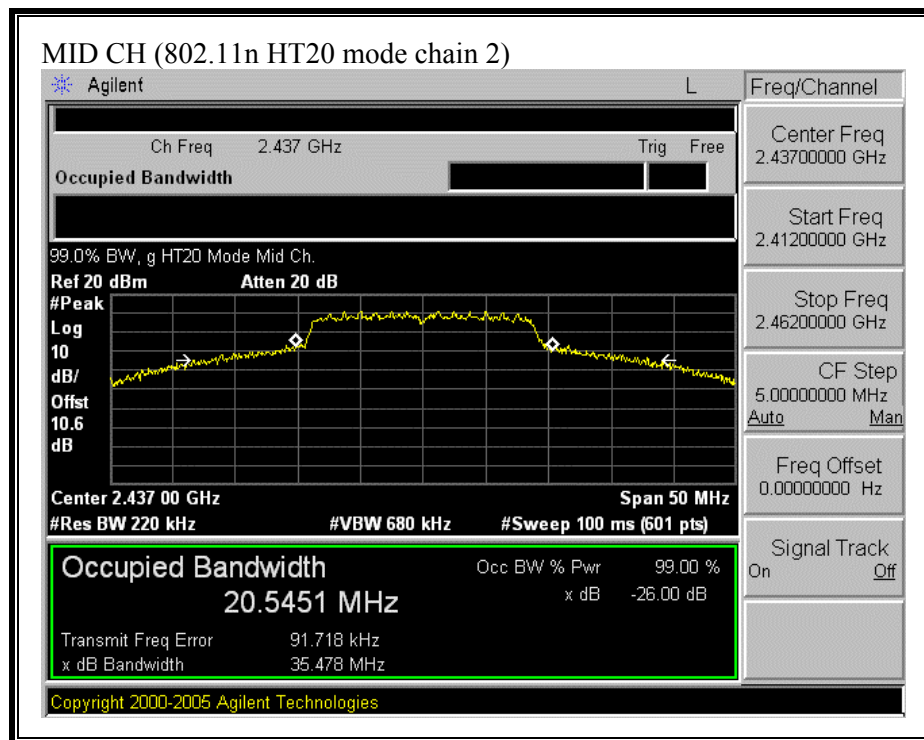 MID CH (802.11n HT20 mode chain 2)
Agilent L Freq/Channel
Ch Freq 2.437 GHz Trig Free
Occupied Bandwidth
Center Freq
2.43700000 GHz
Start Freq
2.41200000 GHz
Stop Freq
2.46200000 GHz
CF Step
5.00000000 MHz
Auto Man
Freq Offset
0.00000000 Hz
Signal Track
On Off
99.0% BW, g HT20 Mode Mid Ch.
Ref 20 dBm Atten 20 dB
#Peak
Log
10
dB/
Offst
10.6
dB
Center 2.437 00 GHz Span 50 MHz
#Res BW 220 kHz #VBW 680 kHz #Sweep 100 ms (601 pts)
Occupied Bandwidth Occ BW % Pwr 99.00 %
20.5451 MHz x dB -26.00 dB
Transmit Freq Error 91.718 kHz
x dB Bandwidth 35.478 MHz
Copyright 2000-2005 Agilent Technologies